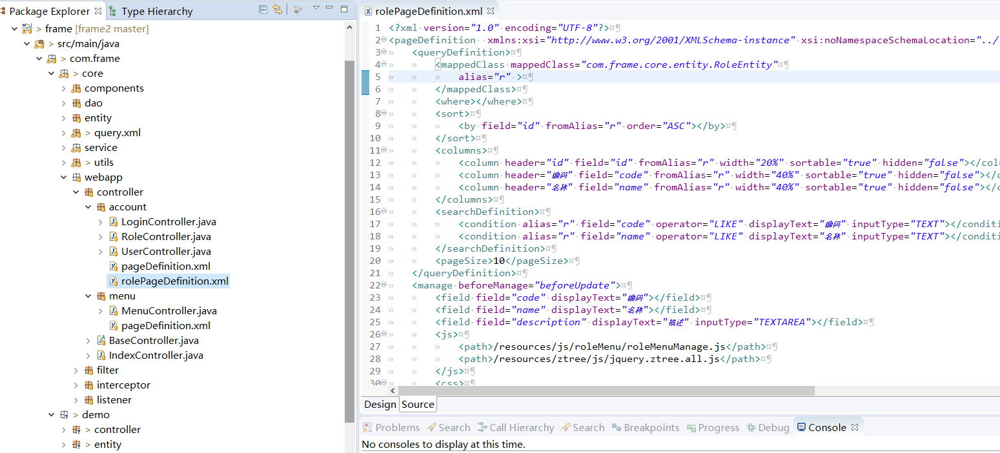 Package Explorer
Type Hierarchy
> frame [frame2 master]
> src/main/java
> com.frame
> core
components
dao
entity
> query.xml
service
> utils
webapp
controller
account
LoginController.java
RoleController.java
UserController.java
pageDefinition.xml
rolePageDefinition.xml
menu
MenuController.java
pageDefinition.xml
BaseController.java
IndexController.java
filter
interceptor
listener
> demo
> controller
> entity
rolePageDefinition.xml
1 <?xml version="1.0" encoding="UTF-8"?>
2 <pageDefinition xmlns:xsi="http://www.w3.org/2001/XMLSchema-instance" xsi:noNamespaceSchemaLocation="../
3 <queryDefinition>
4 <mappedClass mappedClass="com.frame.core.entity.RoleEntity"
5 alias="r" >
6 </mappedClass>
7 <where></where>
8 <sort>
9 <by field="id" fromAlias="r" order="ASC"></by>
10 </sort>
11 <columns>
12 <column header="id" field="id" fromAlias="r" width="20%" sortable="true" hidden="false"></colu
13 <column header="编码" field="code" fromAlias="r" width="40%" sortable="true" hidden="false"></c
14 <column header="名称" field="name" fromAlias="r" width="40%" sortable="true" hidden="false"></c
15 </columns>
16 <searchDefinition>
17 <condition alias="r" field="code" operator="LIKE" displayText="编码" inputType="TEXT"></conditi
18 <condition alias="r" field="name" operator="LIKE" displayText="名称" inputType="TEXT"></conditi
19 </searchDefinition>
20 <pageSize>10</pageSize>
21 </queryDefinition>
22 <manage beforeManage="beforeUpdate">
23 <field field="code" displayText="编码"></field>
24 <field field="name" displayText="名称"></field>
25 <field field="description" displayText="描述" inputType="TEXTAREA"></field>
26 <js>
27 <path>/resources/js/roleMenu/roleMenuManage.js</path>
28 <path>/resources/ztree/js/jquery.ztree.all.js</path>
29 </js>
30 <css>
Design Source
Problems Search Call Hierarchy Search Breakpoints Progress Debug Console
No consoles to display at this time.